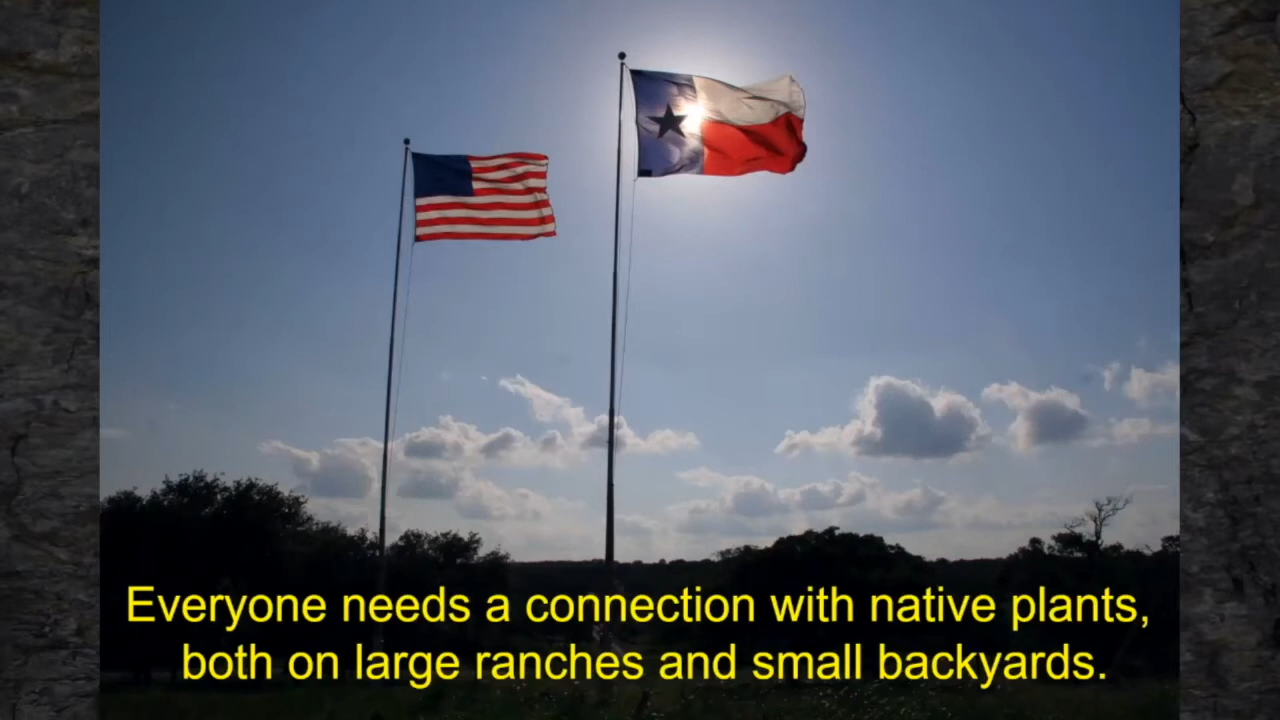 Everyone needs a connection with native plants,
both on large ranches and small backyards.